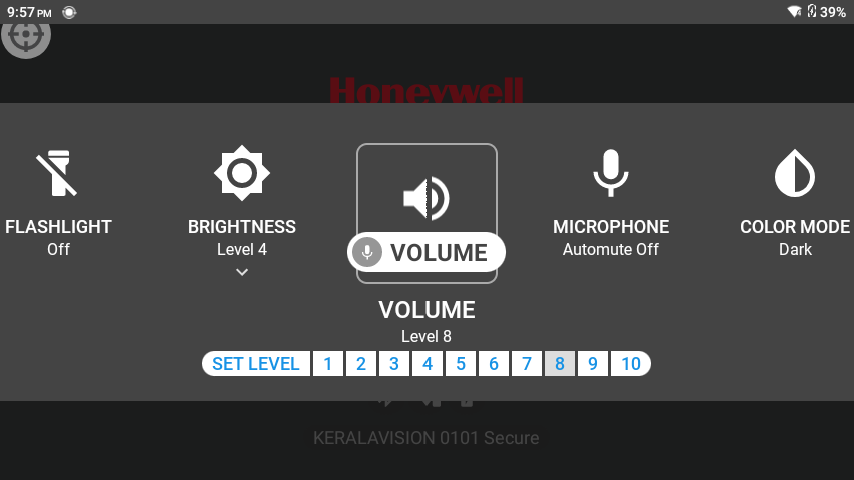 9:57 PM
39%
Honeywell
FLASHLIGHT
Off
BRIGHTNESS
Level 4
VOLUME
MICROPHONE
Automute Off
COLOR MODE
Dark
VOLUME
Level 8
SET LEVEL 1 2 3 4 5 6 7 8 9 10
KERALAVISION 0101 Secure